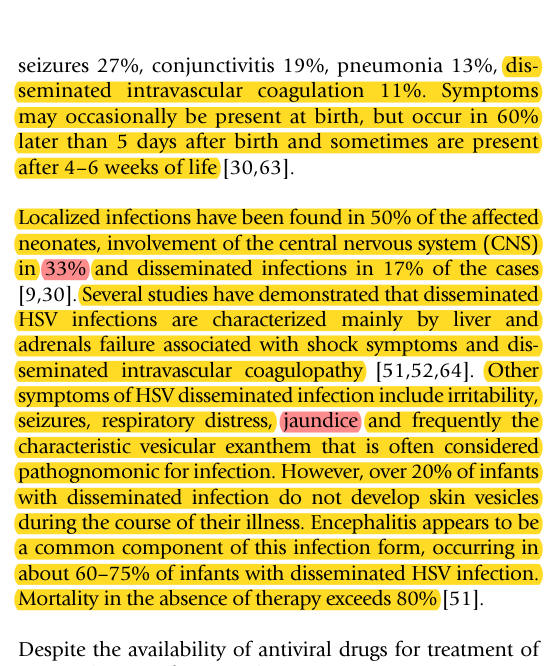 seizures 27%, conjunctivitis 19%, pneumonia 13%, dis-
seminated intravascular coagulation 11%. Symptoms
may occasionally be present at birth, but occur in 60%
later than 5 days after birth and sometimes are present
after 4–6 weeks of life [30,63].
Localized infections have been found in 50% of the affected
neonates, involvement of the central nervous system (CNS)
in 33% and disseminated infections in 17% of the cases
[9,30]. Several studies have demonstrated that disseminated
HSV infections are characterized mainly by liver and
adrenals failure associated with shock symptoms and dis-
seminated intravascular coagulopathy [51,52,64]. Other
symptoms of HSV disseminated infection include irritability,
seizures, respiratory distress, jaundice and frequently the
characteristic vesicular exanthem that is often considered
pathognomonic for infection. However, over 20% of infants
with disseminated infection do not develop skin vesicles
during the course of their illness. Encephalitis appears to be
a common component of this infection form, occurring in
about 60–75% of infants with disseminated HSV infection.
Mortality in the absence of therapy exceeds 80% [51].
Despite the availability of antiviral drugs for treatment of